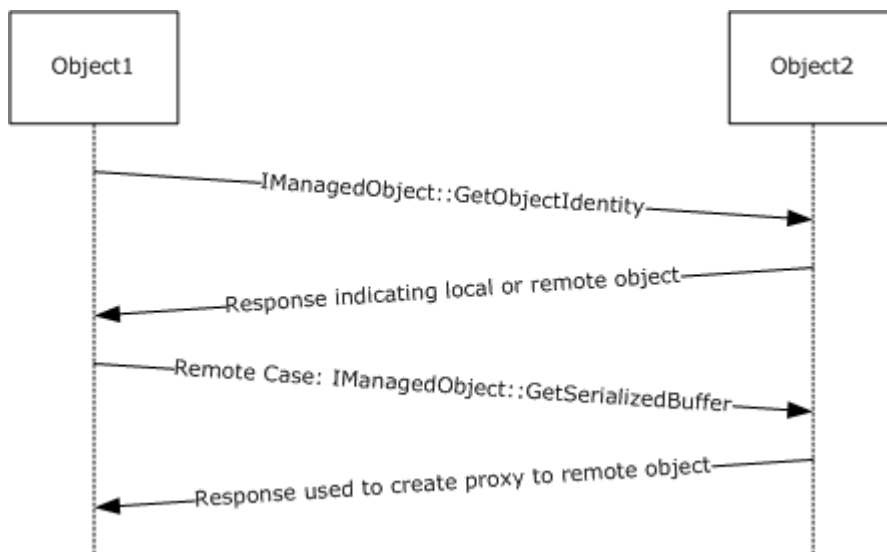 Object1
Object2
IManagedObject::GetObjectIdentity
Response indicating local or remote object
Remote Case: IManagedObject::GetSerializedBuffer
Response used to create proxy to remote object